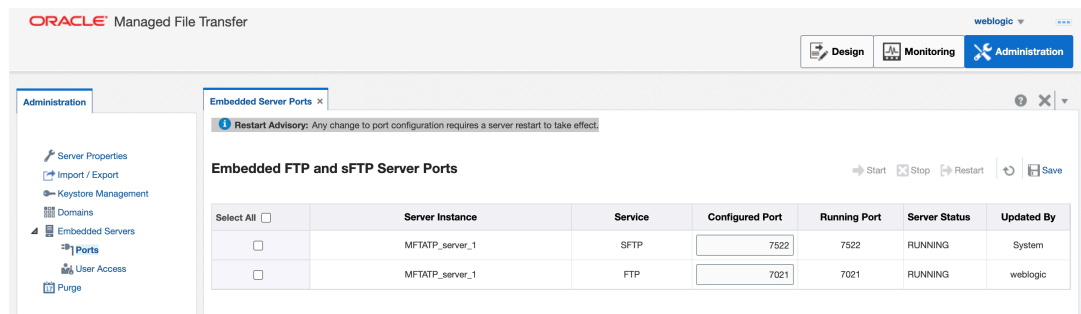 ORACLE® Managed File Transfer
weblogic
Design Monitoring Administration
Administration
Embedded Server Ports ×
Restart Advisory: Any change to port configuration requires a server restart to take effect.
Server Properties
Import / Export
Keystore Management
Domains
Embedded Servers
Ports
User Access
17 Purge
Embedded FTP and sFTP Server Ports
Start Stop Restart Save
Select All Server Instance Service Configured Port Running Port Server Status Updated By
MFTATP_server_1 SFTP 7522 7522 RUNNING System
MFTATP_server_1 FTP 7021 7021 RUNNING weblogic